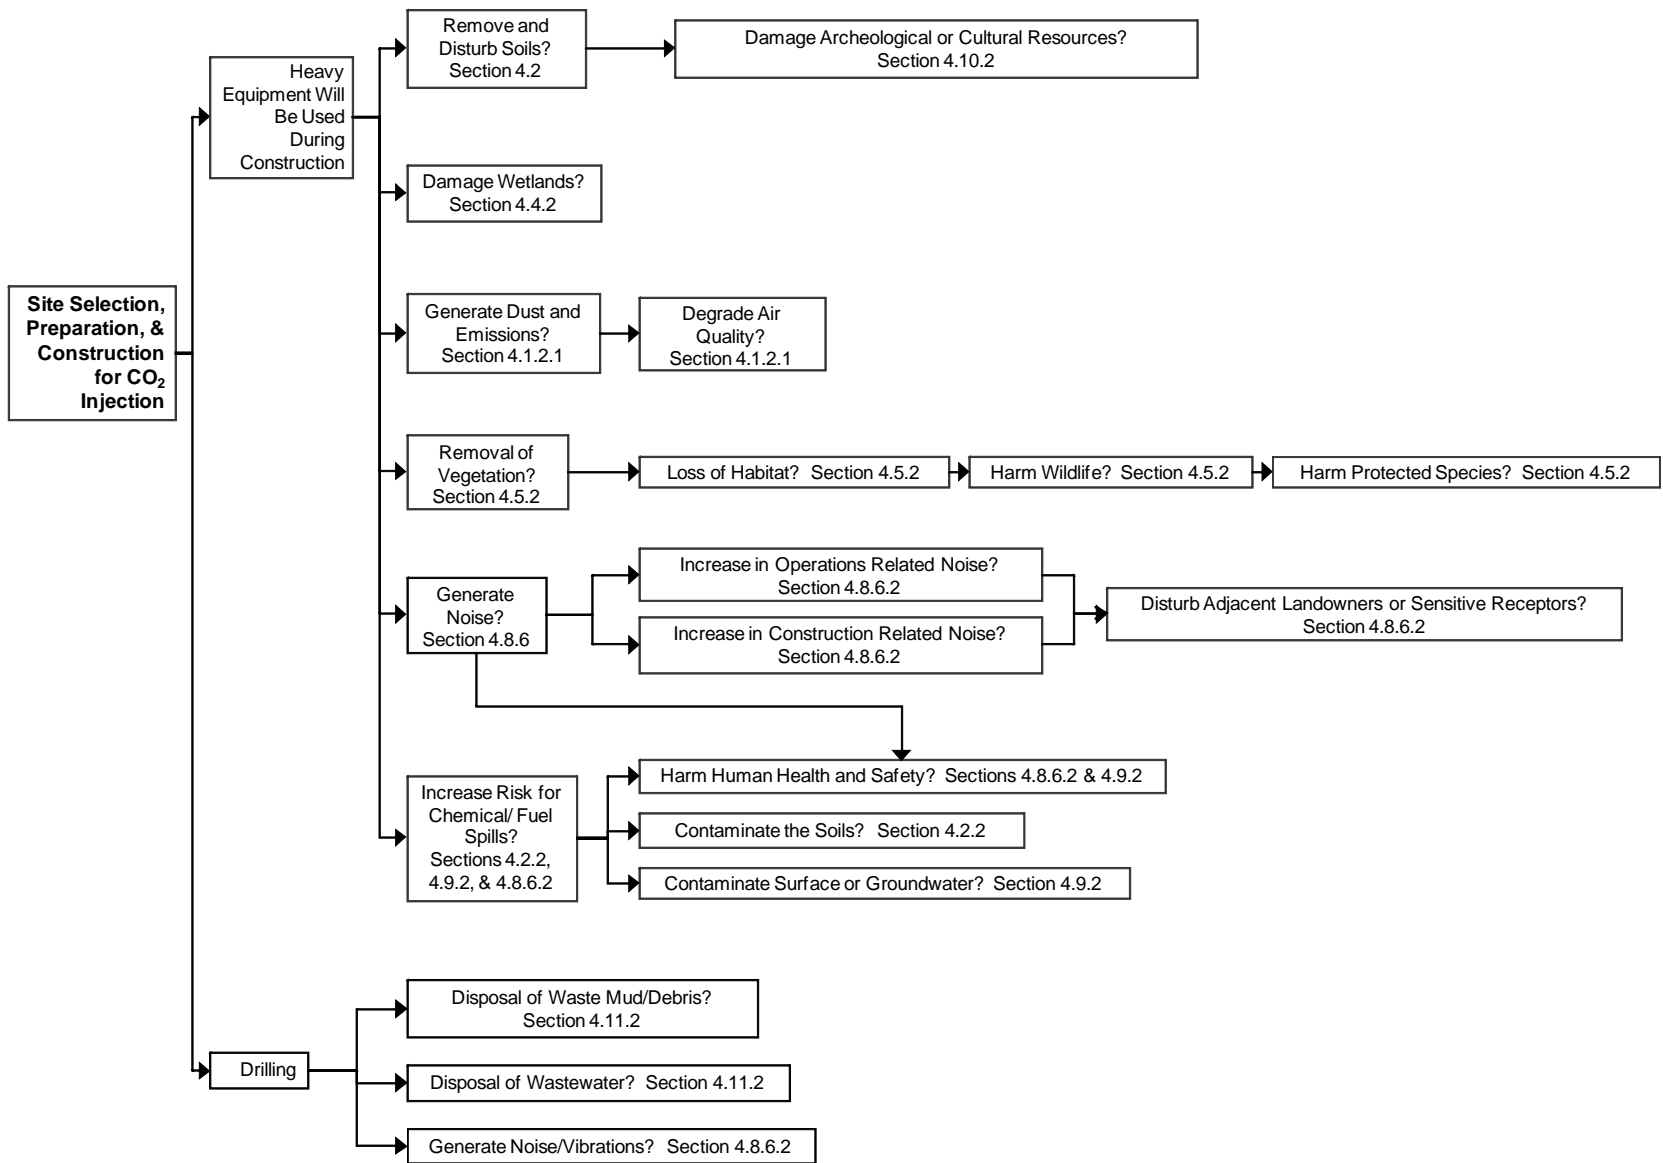 Site Selection,
Preparation, &
Construction
for CO₂
Injection
Heavy
Equipment Will
Be Used
During
Construction
Remove and
Disturb Soils?
Section 4.2
Damage Archeological or Cultural Resources?
Section 4.10.2
Damage Wetlands?
Section 4.4.2
Generate Dust and
Emissions?
Section 4.1.2.1
Degrade Air
Quality?
Section 4.1.2.1
Removal of
Vegetation?
Section 4.5.2
Loss of Habitat? Section 4.5.2
Harm Wildlife? Section 4.5.2
Harm Protected Species? Section 4.5.2
Generate
Noise?
Section 4.8.6
Increase in Operations Related Noise?
Section 4.8.6.2
Increase in Construction Related Noise?
Section 4.8.6.2
Disturb Adjacent Landowners or Sensitive Receptors?
Section 4.8.6.2
Increase Risk for
Chemical/ Fuel
Spills?
Sections 4.2.2,
4.9.2, & 4.8.6.2
Harm Human Health and Safety? Sections 4.8.6.2 & 4.9.2
Contaminate the Soils? Section 4.2.2
Contaminate Surface or Groundwater? Section 4.9.2
Drilling
Disposal of Waste Mud/Debris?
Section 4.11.2
Disposal of Wastewater? Section 4.11.2
Generate Noise/Vibrations? Section 4.8.6.2